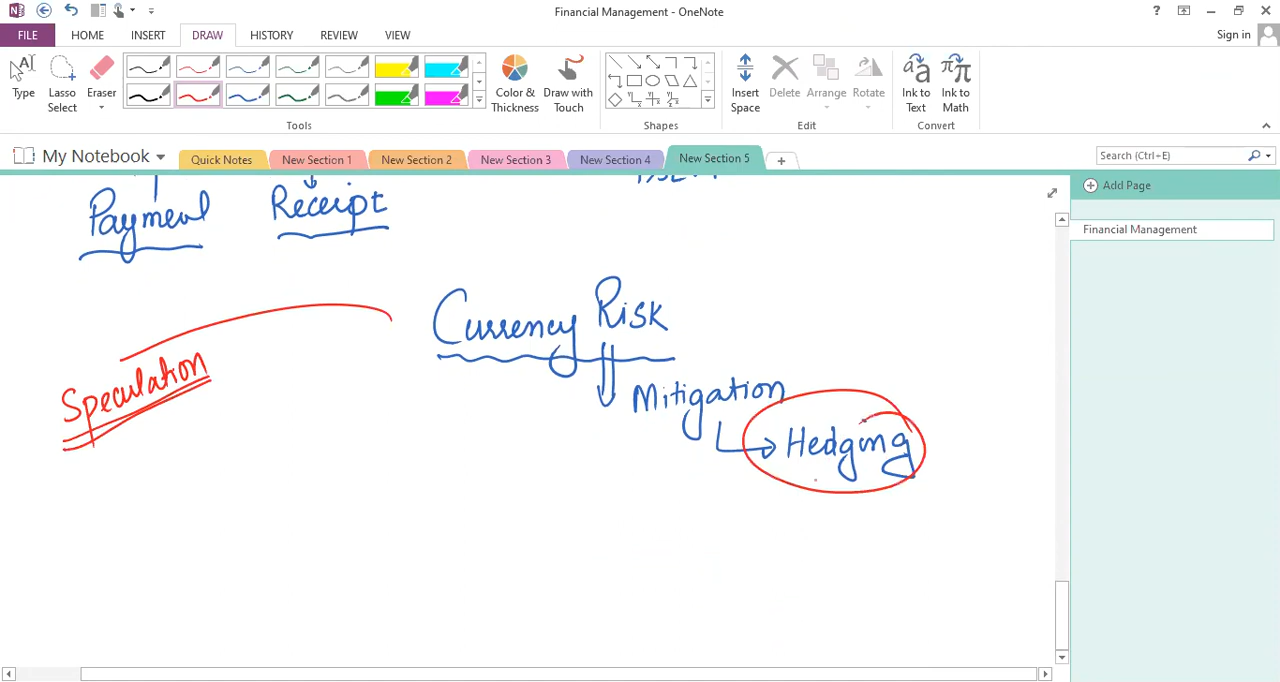 Financial Management - OneNote
?
FILE
HOME
INSERT
DRAW
HISTORY
REVIEW
VIEW
Sign in
Type
Lasso Select
Eraser
Color & Thickness
Draw with Touch
Insert Space
Delete
Arrange
Rotate
Ink to Text
Ink to Math
Tools
Shapes
Edit
Convert
My Notebook
Quick Notes
New Section 1
New Section 2
New Section 3
New Section 4
New Section 5
Search (Ctrl+E)
Add Page
Financial Management
Payment
Receipt
Currency Risk
Speculation
Mitigation
Hedging